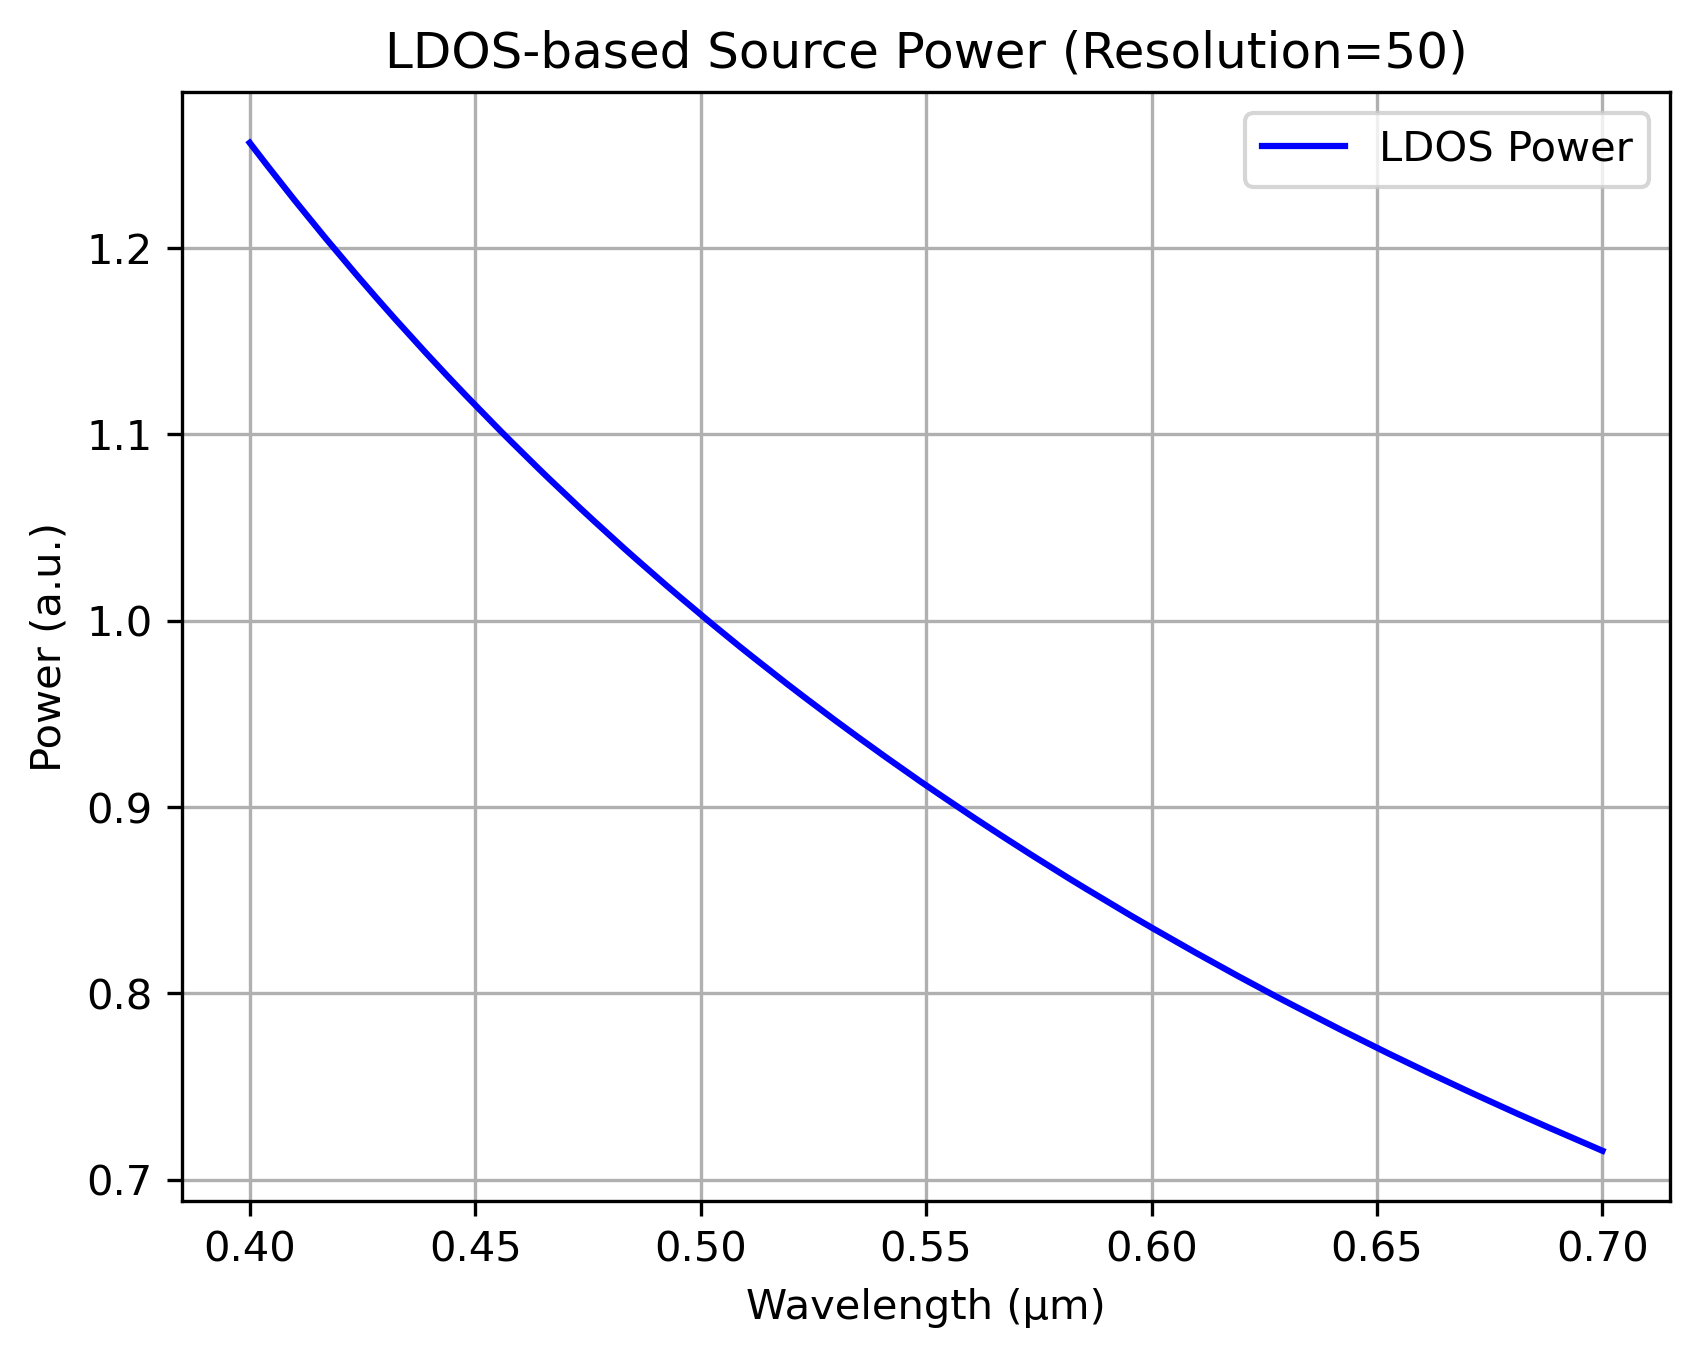 LDOS-based Source Power (Resolution=50)
LDOS Power
Power (a.u.)
1.2
1.1
1.0
0.9
0.8
0.7
0.40 0.45 0.50 0.55 0.60 0.65 0.70
Wavelength (μm)